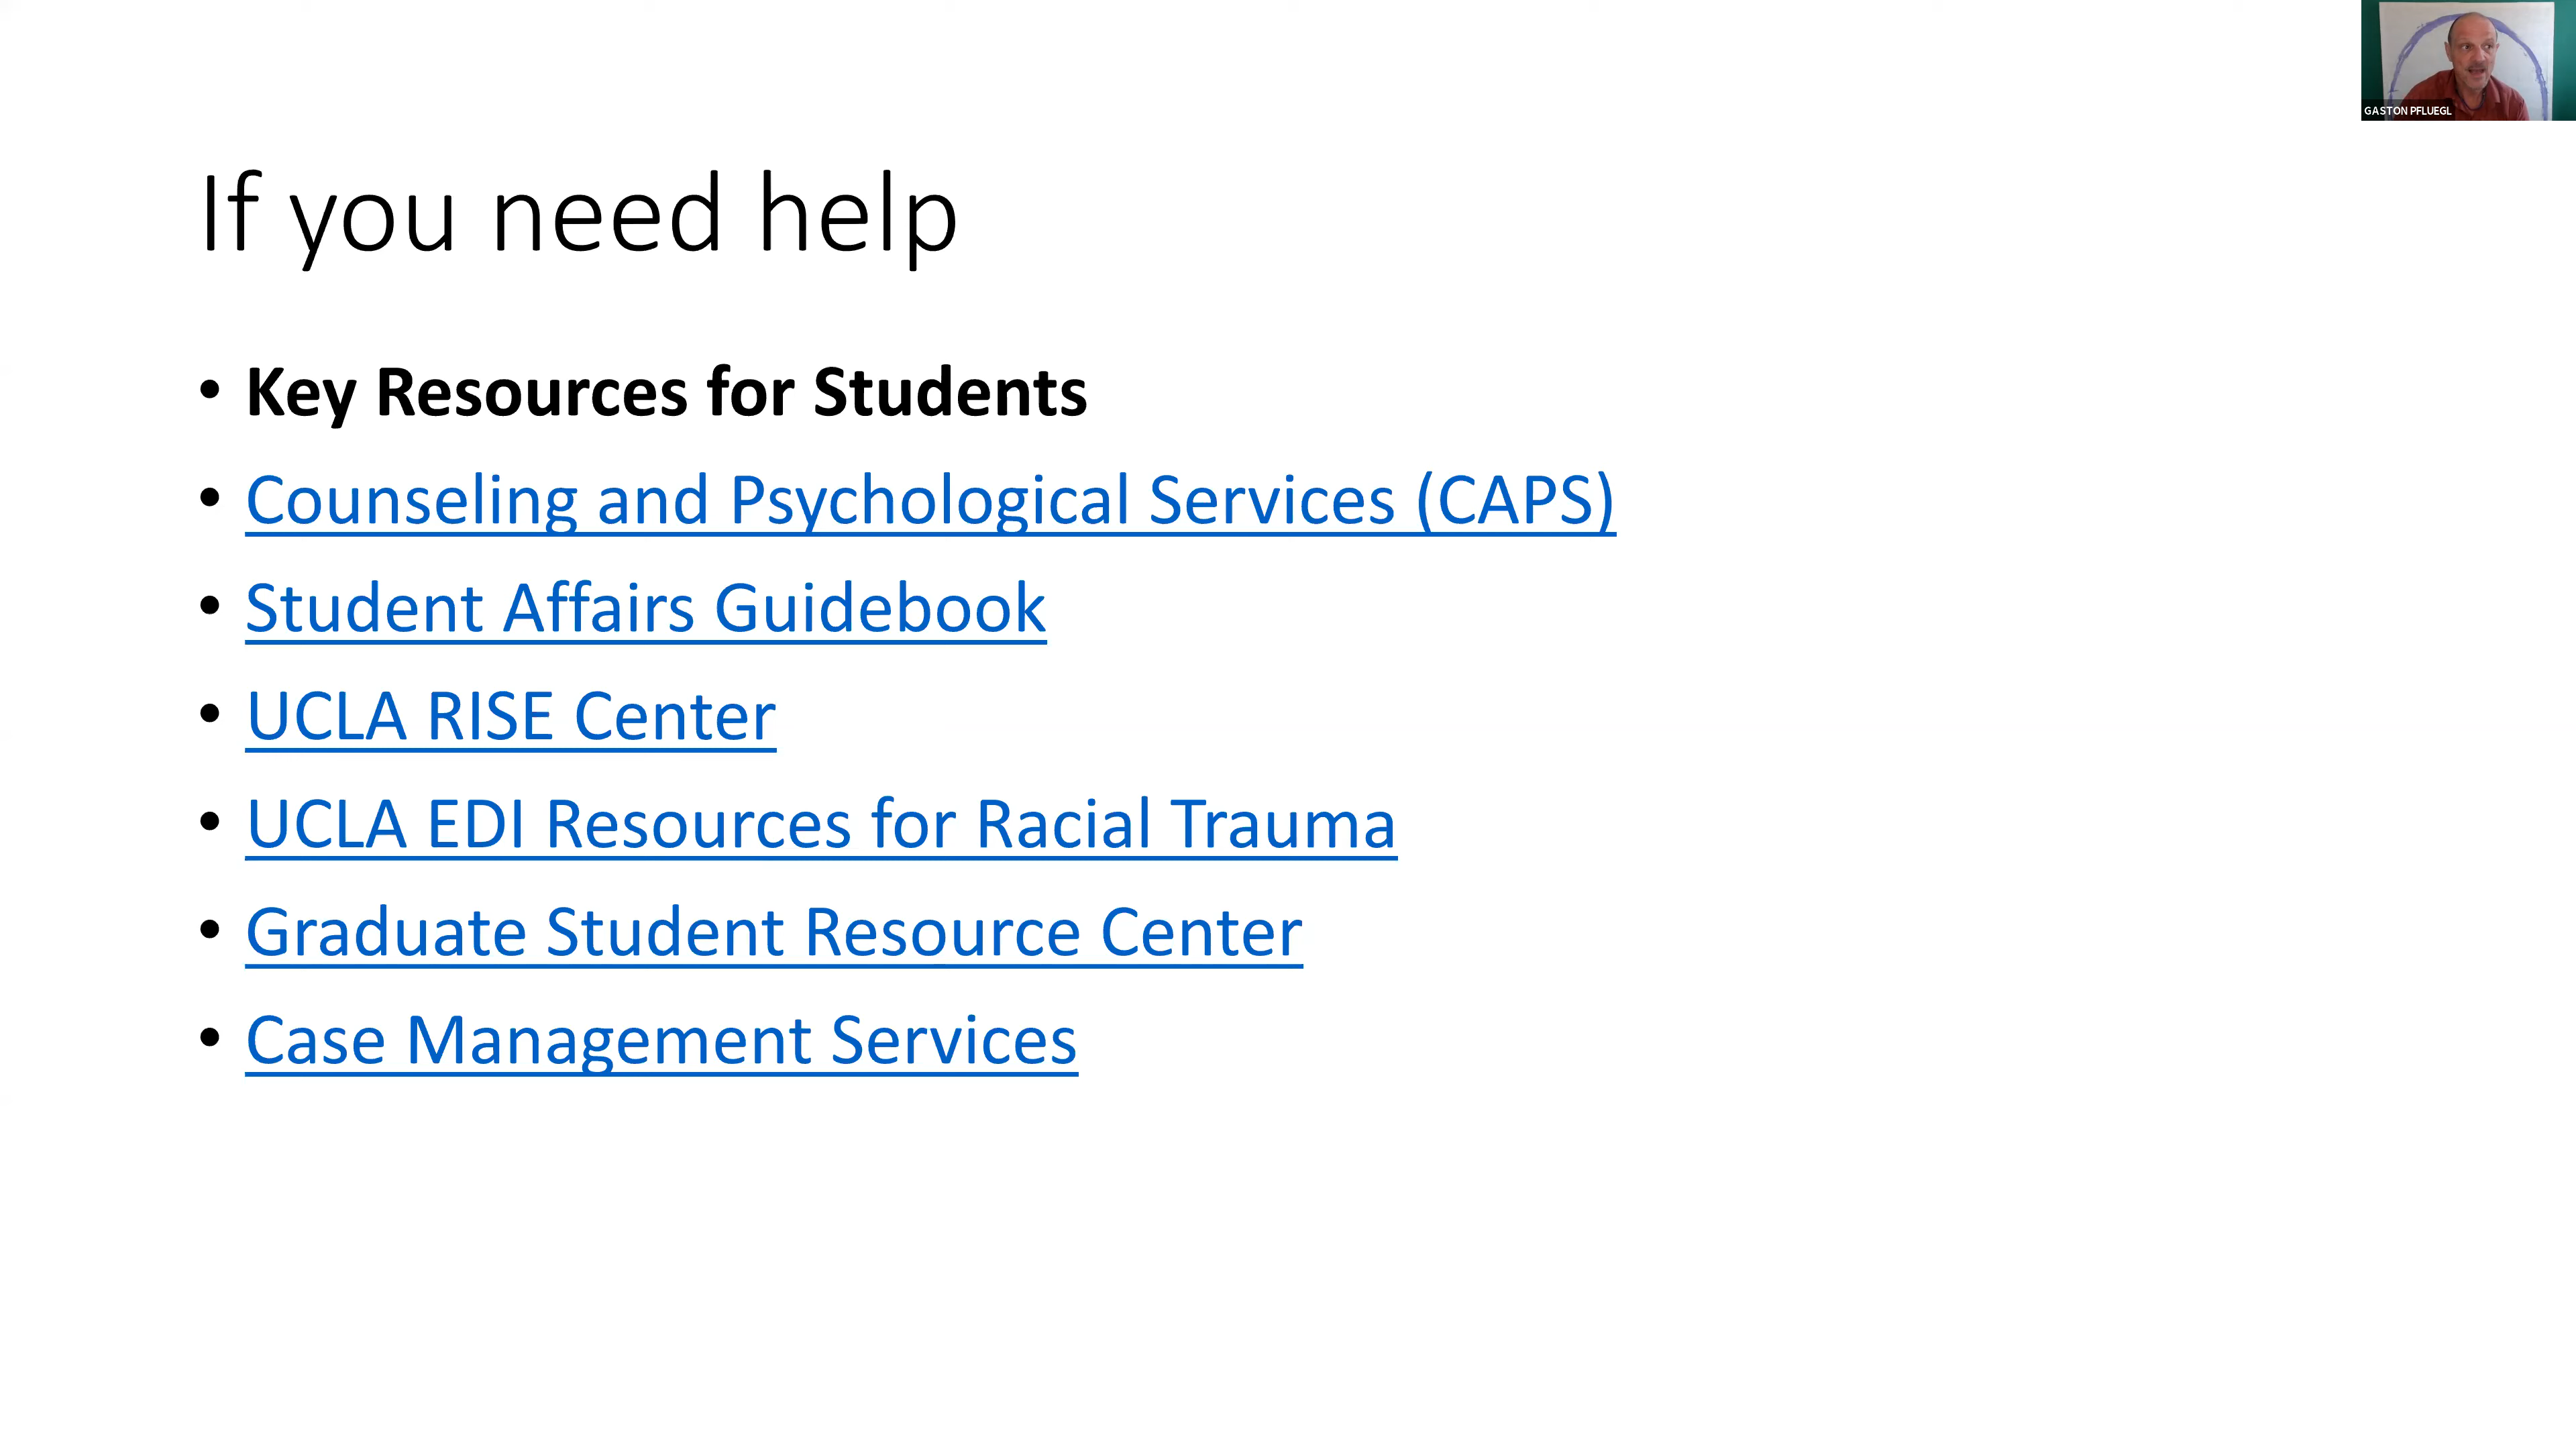 GASTON PFLUEGL
If you need help
• Key Resources for Students
• Counseling and Psychological Services (CAPS)
• Student Affairs Guidebook
• UCLA RISE Center
• UCLA EDI Resources for Racial Trauma
• Graduate Student Resource Center
• Case Management Services